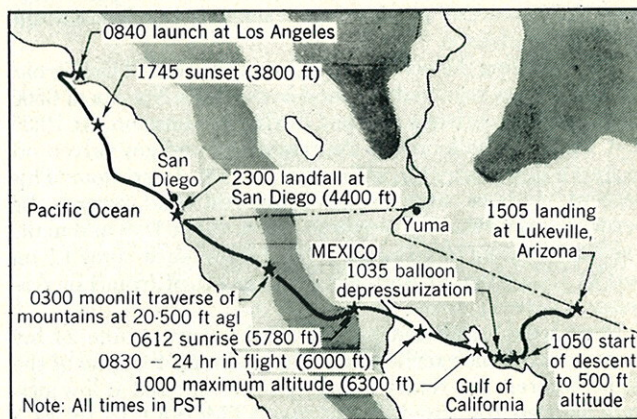 0840 launch at Los Angeles
1745 sunset (3800 ft)
San
Diego
2300 landfall at
San Diego (4400 ft)
Pacific Ocean
Yuma
1505 landing
at Lukeville,
Arizona
MEXICO
1035 balloon
depressurization
0300 moonlit traverse of
mountains at 20-500 ft agl
0612 sunrise (5780 ft)
0830 – 24 hr in flight (6000 ft)
1000 maximum altitude (6300 ft)
1050 start
of descent
to 500 ft
altitude
Gulf of
California
Note: All times in PST